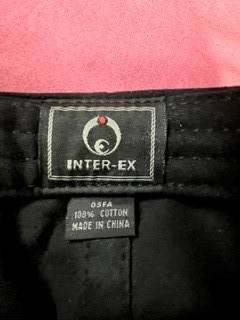 INTER-EX
OSFA
100% COTTON
MADE IN CHINA